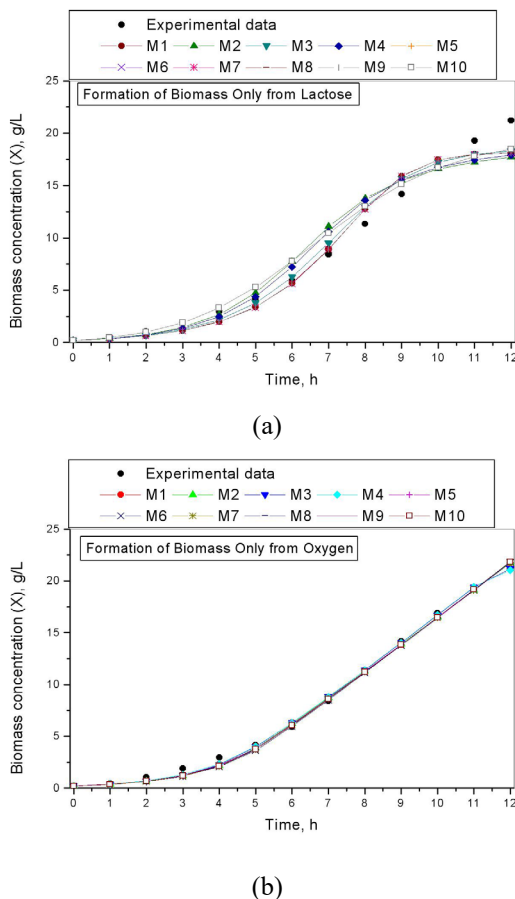 Experimental data
M1 M2 M3 M4 M5
M6 M7 M8 M9 M10
Formation of Biomass Only from Lactose
Biomass concentration (X), g/L
25
20
15
10
5
0
0 1 2 3 4 5 6 7 8 9 10 11 12
Time, h
(a)
Experimental data
M1 M2 M3 M4 M5
M6 M7 M8 M9 M10
Formation of Biomass Only from Oxygen
Biomass concentration (X), g/L
25
20
15
10
5
0
0 1 2 3 4 5 6 7 8 9 10 11 12
Time, h
(b)